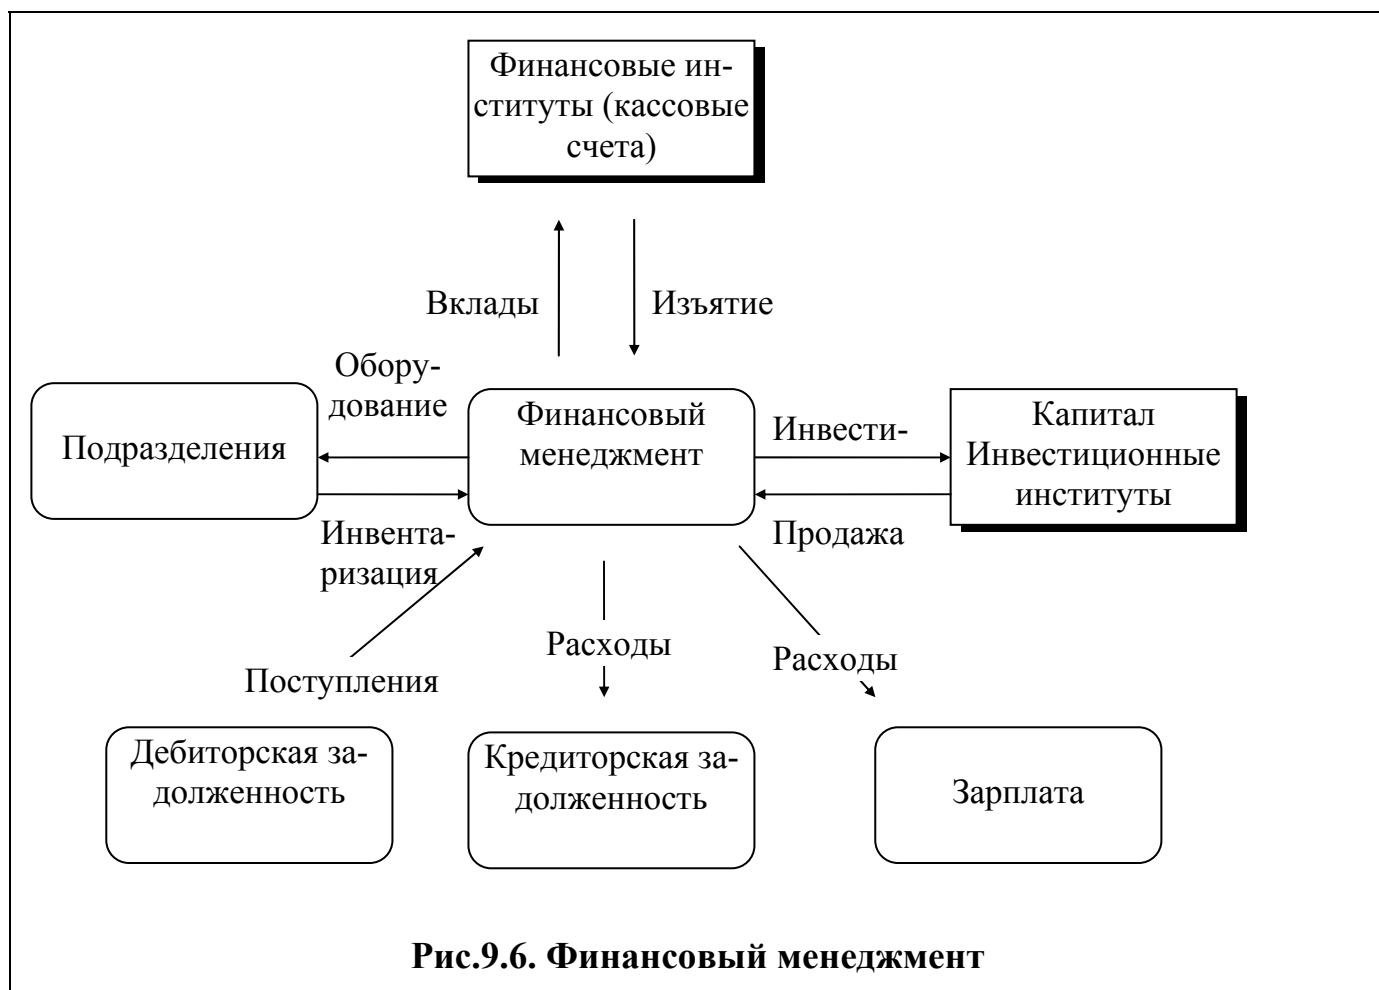 Финансовые ин-
ституты (кассовые
счета)
Вклады
Изъятие
Обору-
дование
Подразделения
Финансовый
менеджмент
Инвести-
Капитал
Инвестиционные
институты
Инвента-
ризация
Продажа
Поступления
Расходы
Расходы
Дебиторская за-
долженность
Кредиторская за-
долженность
Зарплата
Рис.9.6. Финансовый менеджмент